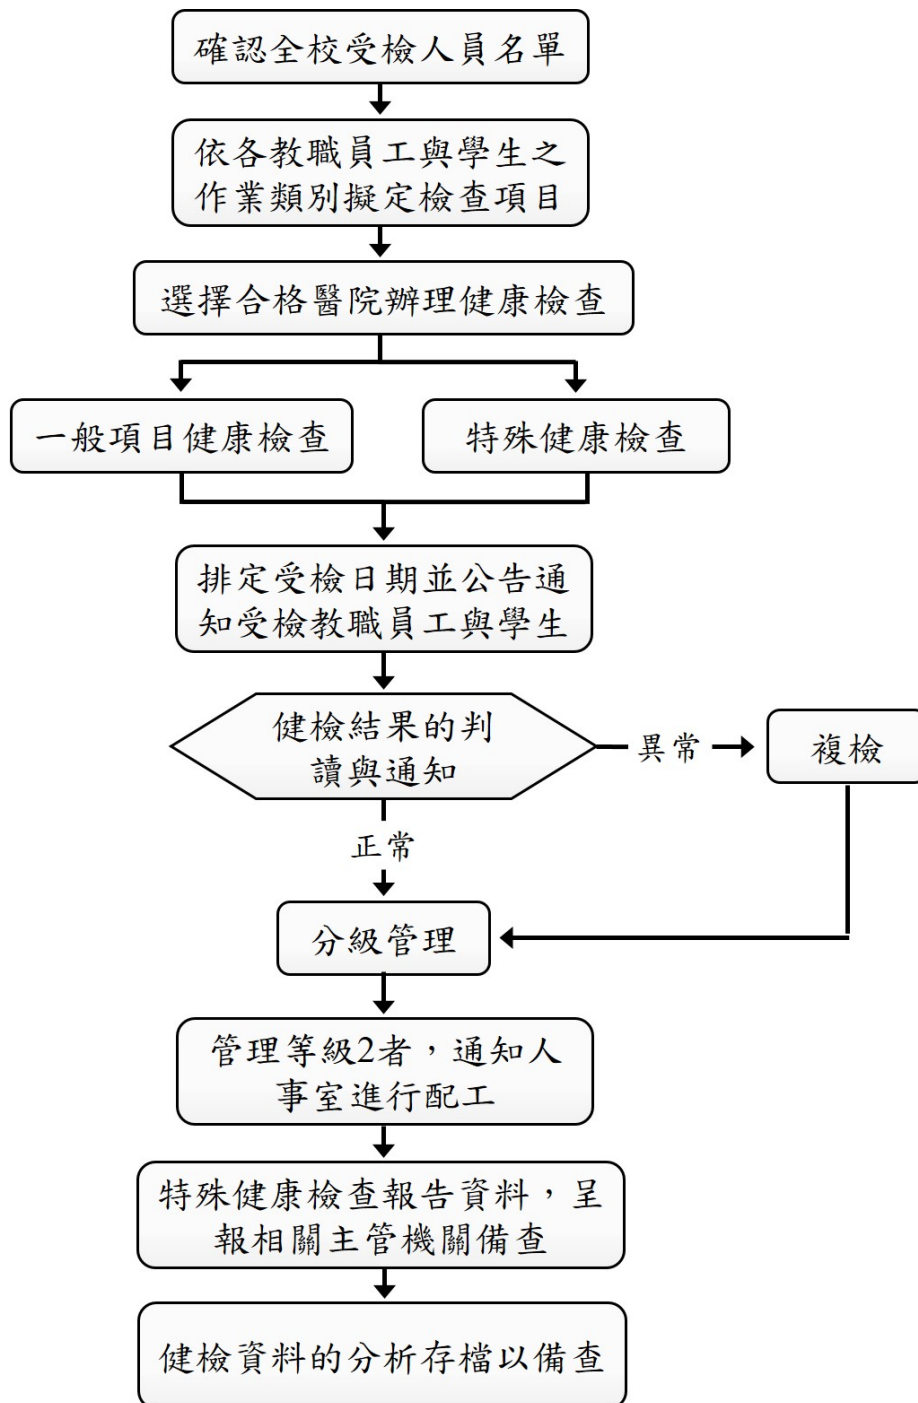 確認全校受檢人員名單
依各教職員工與學生之
作業類別擬定檢查項目
選擇合格醫院辦理健康檢查
一般項目健康檢查
特殊健康檢查
排定受檢日期並公告通
知受檢教職員工與學生
健檢結果的判
讀與通知
異常
複檢
正常
分級管理
管理等級2者，通知人
事室進行配工
特殊健康檢查報告資料，呈
報相關主管機關備查
健檢資料的分析存檔以備查